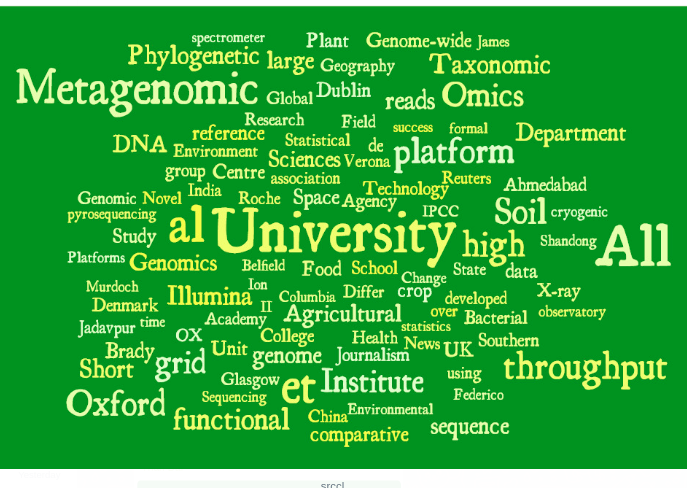 spectrometer Plant Genome-wide James
Phylogenetic large Geography Taxonomic
Metagenomic Global Dublin reads Omics
Research Field
DNA reference Statistical de success formal Department
Environment Sciences Verona platform
group Centre association Technology Reuters Ahmedabad
Genomic Novel India Roche Space Agency IPCC Soil cryogenic
pyrosequencing
Study al University high Shandong All
Platforms Genomics Belfield Food School Change State data
Murdoch Illumina Ion Columbia Differ crop developed X-ray
Denmark II Agricultural over Bacterial observatory
Jadavpur time OX Academy College Health statistics News UK Southern
Brady Unit genome Journalism
Short grid Glasgow et Institute using throughput
Oxford Sequencing Federico
functional China Environmental sequence
comparative
srccl